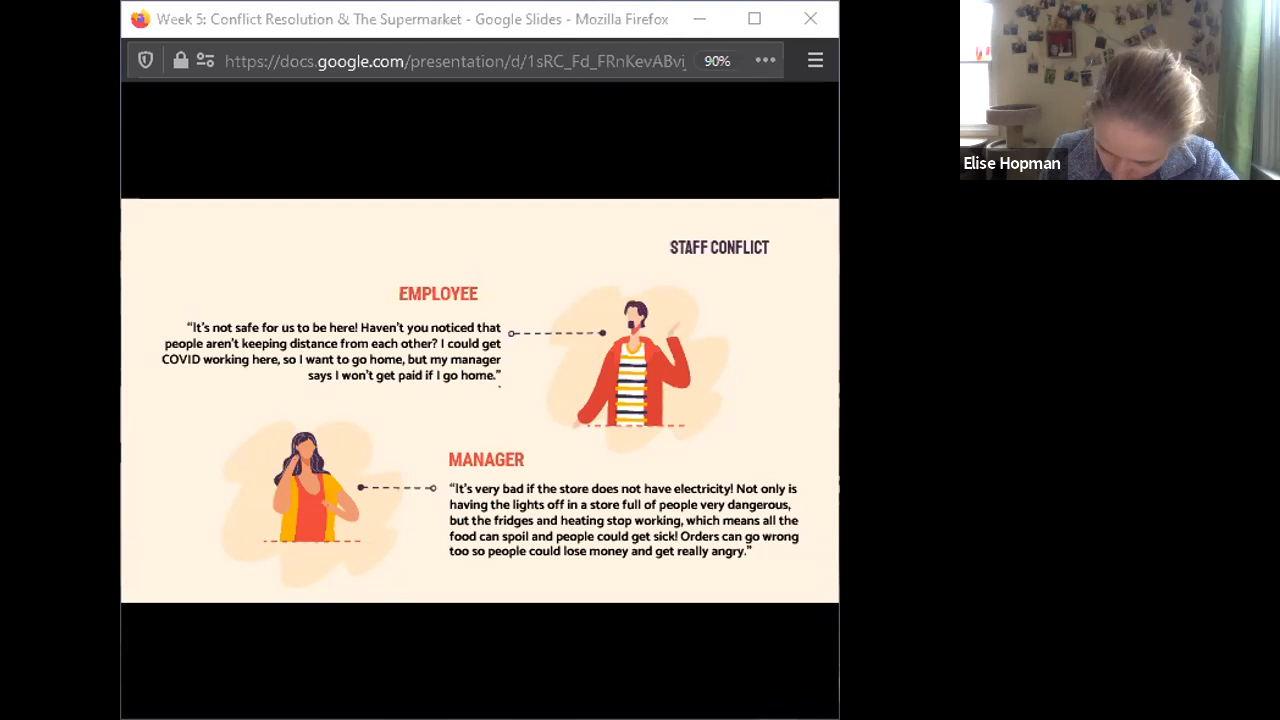 Week 5: Conflict Resolution & The Supermarket - Google Slides - Mozilla Firefox
https://docs.google.com/presentation/d/1sRC_Fd_FRnKevABvi
90%
STAFF CONFLICT
EMPLOYEE
“It’s not safe for us to be here! Haven’t you noticed that
people aren’t keeping distance from each other? I could get
COVID working here, so I want to go home, but my manager
says I won’t get paid if I go home.”
MANAGER
“It’s very bad if the store does not have electricity! Not only is
having the lights off in a store full of people very dangerous,
but the fridges and heating stop working, which means all the
food can spoil and people could get sick! Orders can go wrong
too so people could lose money and get really angry.”
Elise Hopman